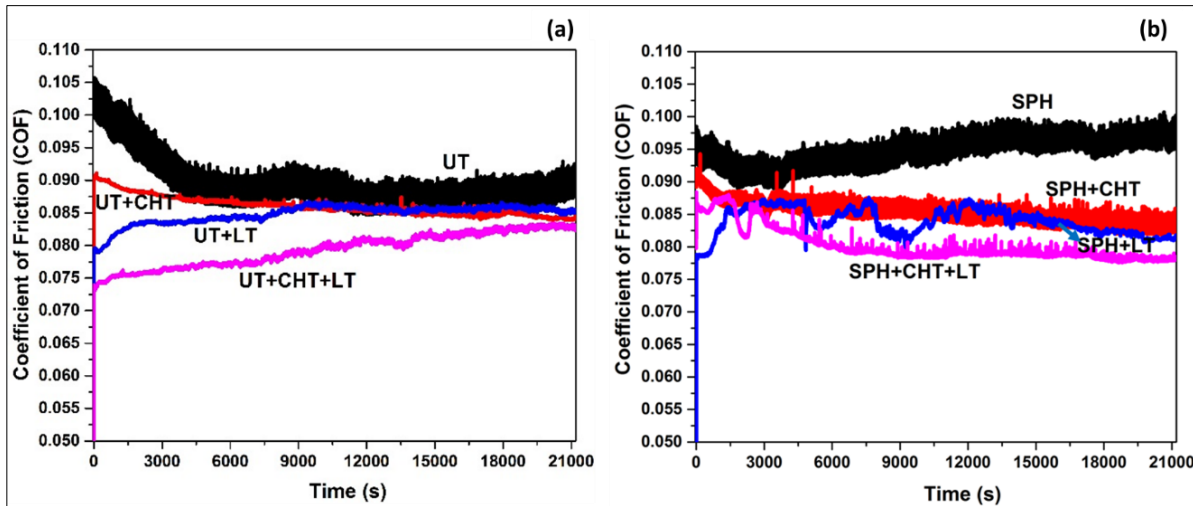 (a)
Coefficient of Friction (COF)
0.110
0.105
0.100
0.095
0.090
0.085
0.080
0.075
0.070
0.065
0.060
0.055
0.050
UT
UT+CHT
UT+LT
UT+CHT+LT
0 3000 6000 9000 12000 15000 18000 21000
Time (s)
(b)
Coefficient of Friction (COF)
0.110
0.105
0.100
0.095
0.090
0.085
0.080
0.075
0.070
0.065
0.060
0.055
0.050
SPH
SPH+CHT
SPH+LT
SPH+CHT+LT
0 3000 6000 9000 12000 15000 18000 21000
Time (s)